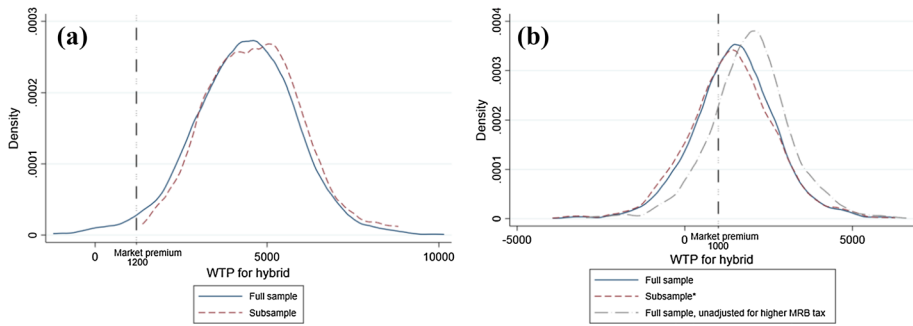 (a)
Density
.0003
.0002
.0001
0
0
5000
10000
Market premium
1200
WTP for hybrid
Full sample
Subsample
(b)
Density
.0004
.0003
.0002
.0001
0
-5000
0
5000
Market premium
1000
WTP for hybrid
Full sample
Subsample*
Full sample, unadjusted for higher MRB tax